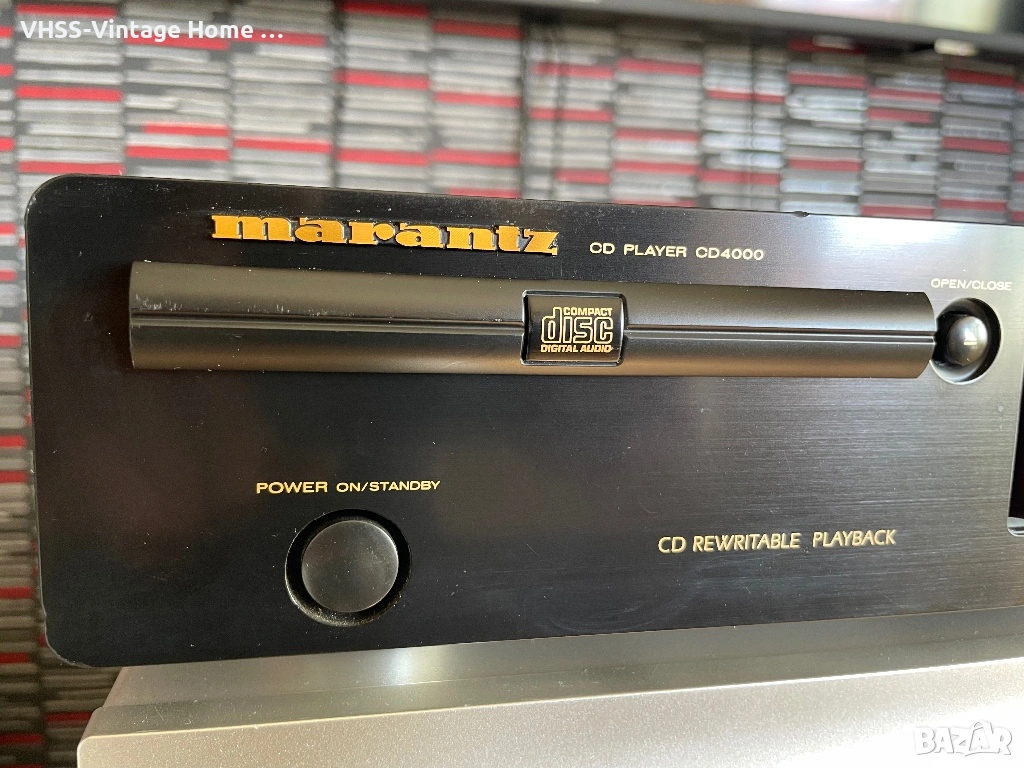 VHSS-Vintage Home ...
marantz
CD PLAYER CD4000
OPEN/CLOSE
COMPACT
disc
DIGITAL AUDIO
POWER ON/STANDBY
CD REWRITABLE PLAYBACK
BAZAR